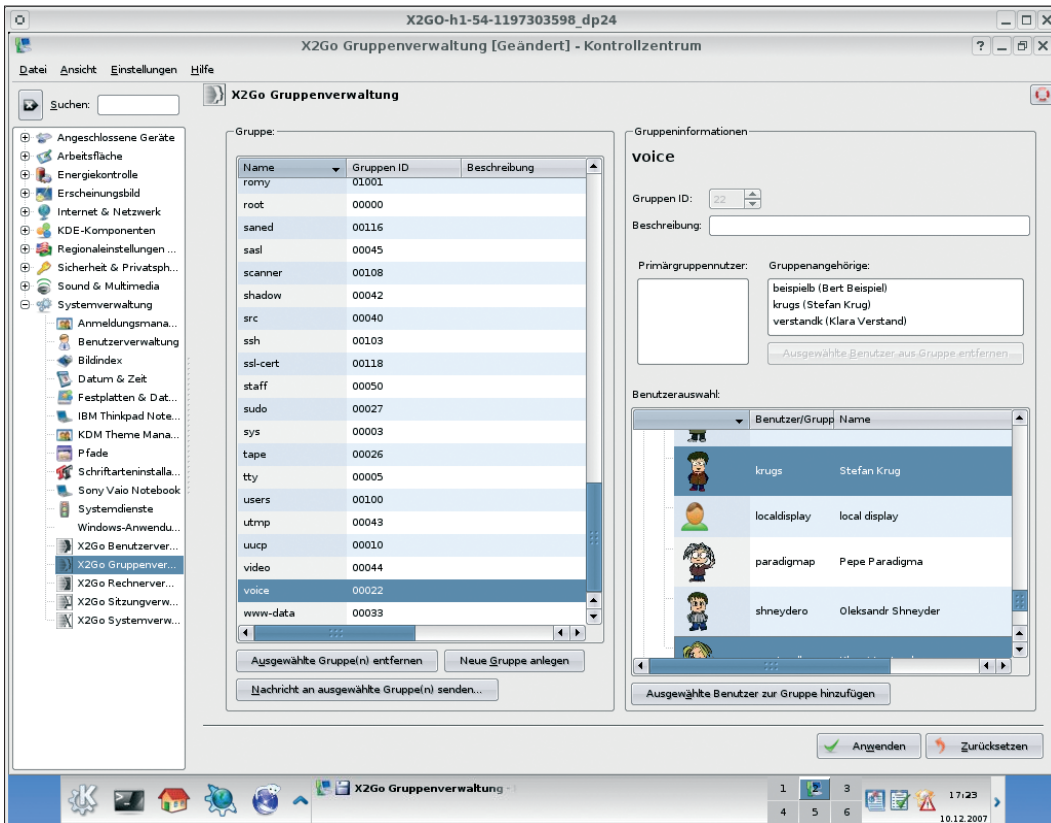 X2GO-h1-54-1197303598_dp24
X2Go Gruppenverwaltung [Geändert] - Kontrollzentrum
Datei Ansicht Einstellungen Hilfe
Suchen:
X2Go Gruppenverwaltung
Angeschlossene Geräte
Arbeitsfläche
Energiekontrolle
Erscheinungsbild
Internet & Netzwerk
KDE-Komponenten
Regionaleinstellungen ...
Sicherheit & Privatsph...
Sound & Multimedia
Systemverwaltung
Anmeldungsmana...
Benutzerverwaltung
Bildindex
Datum & Zeit
Festplatten & Dat...
IBM Thinkpad Note...
KDM Theme Mana...
Pfade
Schriftarteninstalla...
Sony Vaio Notebook
Systemdienste
Windows-Anwendu...
X2Go Benutzerver...
X2Go Gruppenver...
X2Go Rechnerver...
X2Go Sitzungverw...
X2Go Systemverw...
Gruppe:
Name Gruppen ID Beschreibung
romy 01001
root 00000
saned 00116
sasl 00045
scanner 00108
shadow 00042
src 00040
ssh 00103
ssl-cert 00118
staff 00050
sudo 00027
sys 00003
tape 00026
tty 00005
users 00100
utmp 00043
uucp 00010
video 00044
voice 00022
www-data 00033
Ausgewählte Gruppe(n) entfernen
Neue Gruppe anlegen
Nachricht an ausgewählte Gruppe(n) senden...
Gruppeninformationen
voice
Gruppen ID: 22
Beschreibung:
Primärgruppennutzer:
Gruppenangehörige:
beispielb (Bert Beispiel)
krugs (Stefan Krug)
verstandk (Klara Verstand)
Ausgewählte Benutzer aus Gruppe entfernen
Benutzerauswahl:
Benutzer/Grupp Name
krugs Stefan Krug
localdisplay local display
paradigmap Pepe Paradigma
shneydero Oleksandr Shneyder
Ausgewählte Benutzer zur Gruppe hinzufügen
Anwenden
Zurücksetzen
X2Go Gruppenverwaltung -
1 2 3
4 5 6
17:23
10.12.2007